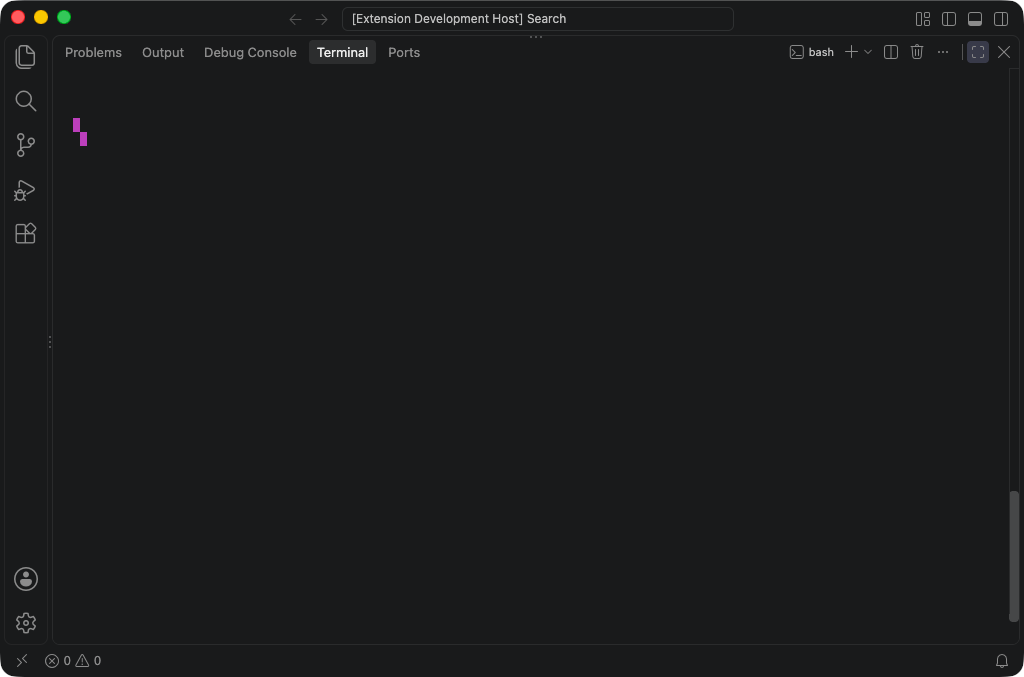 [Extension Development Host] Search
Problems Output Debug Console Terminal Ports bash
0 0